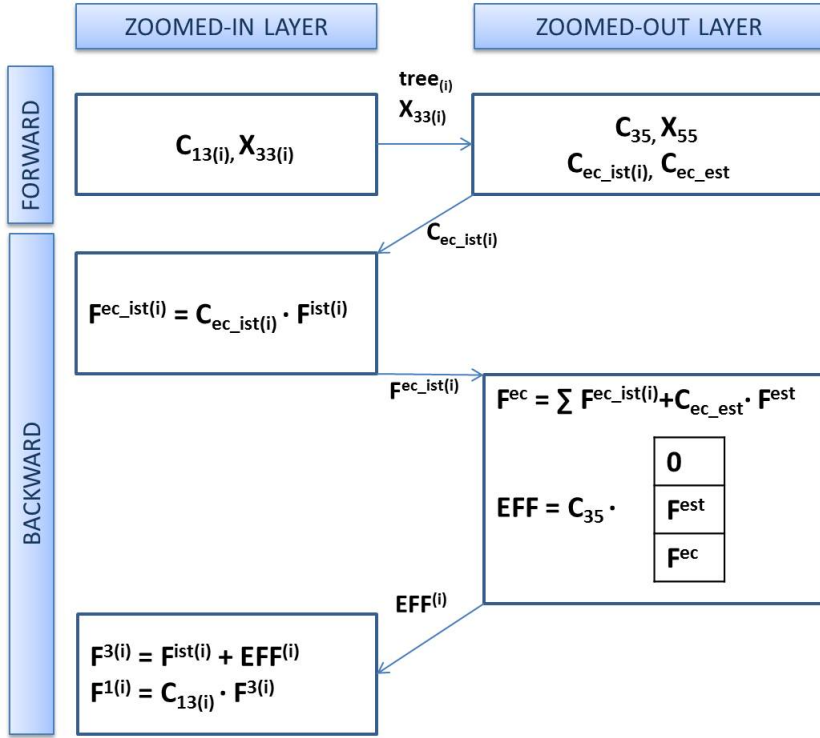 ZOOMED-IN LAYER
ZOOMED-OUT LAYER
FORWARD
C13(i), X33(i)
tree(i)
X33(i)
C35, X55
Cec_ist(i), Cec_est
Cec_ist(i)
BACKWARD
Fec_ist(i) = Cec_ist(i) · Fist(i)
Fec_ist(i)
Fec = ∑ Fec_ist(i)+Cec_est· Fest
EFF = C35 ·
0
Fest
Fec
EFF(i)
F3(i) = Fist(i) + EFF(i)
F1(i) = C13(i) · F3(i)